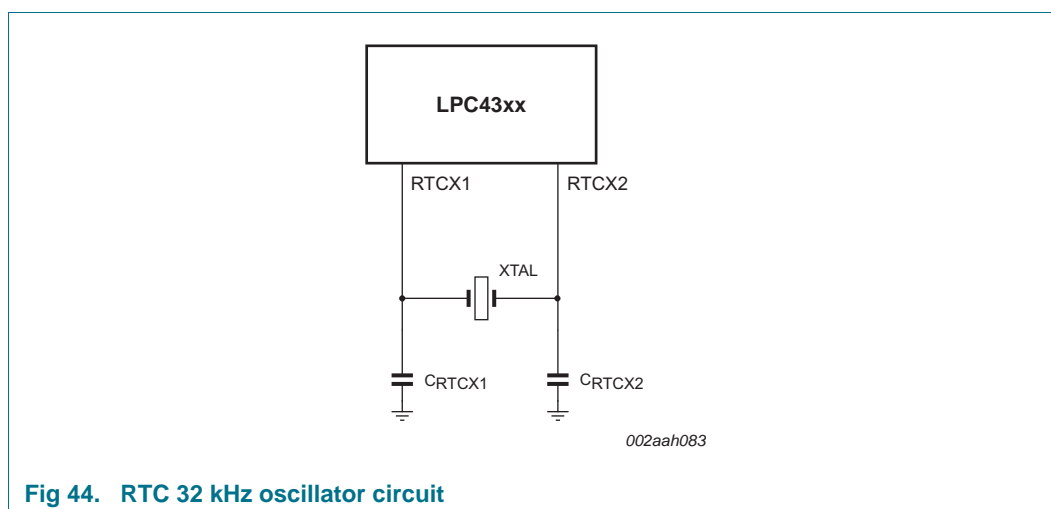 LPC43xx
RTCX1 RTCX2
XTAL
CRTCX1 CRTCX2
002aah083
Fig 44. RTC 32 kHz oscillator circuit